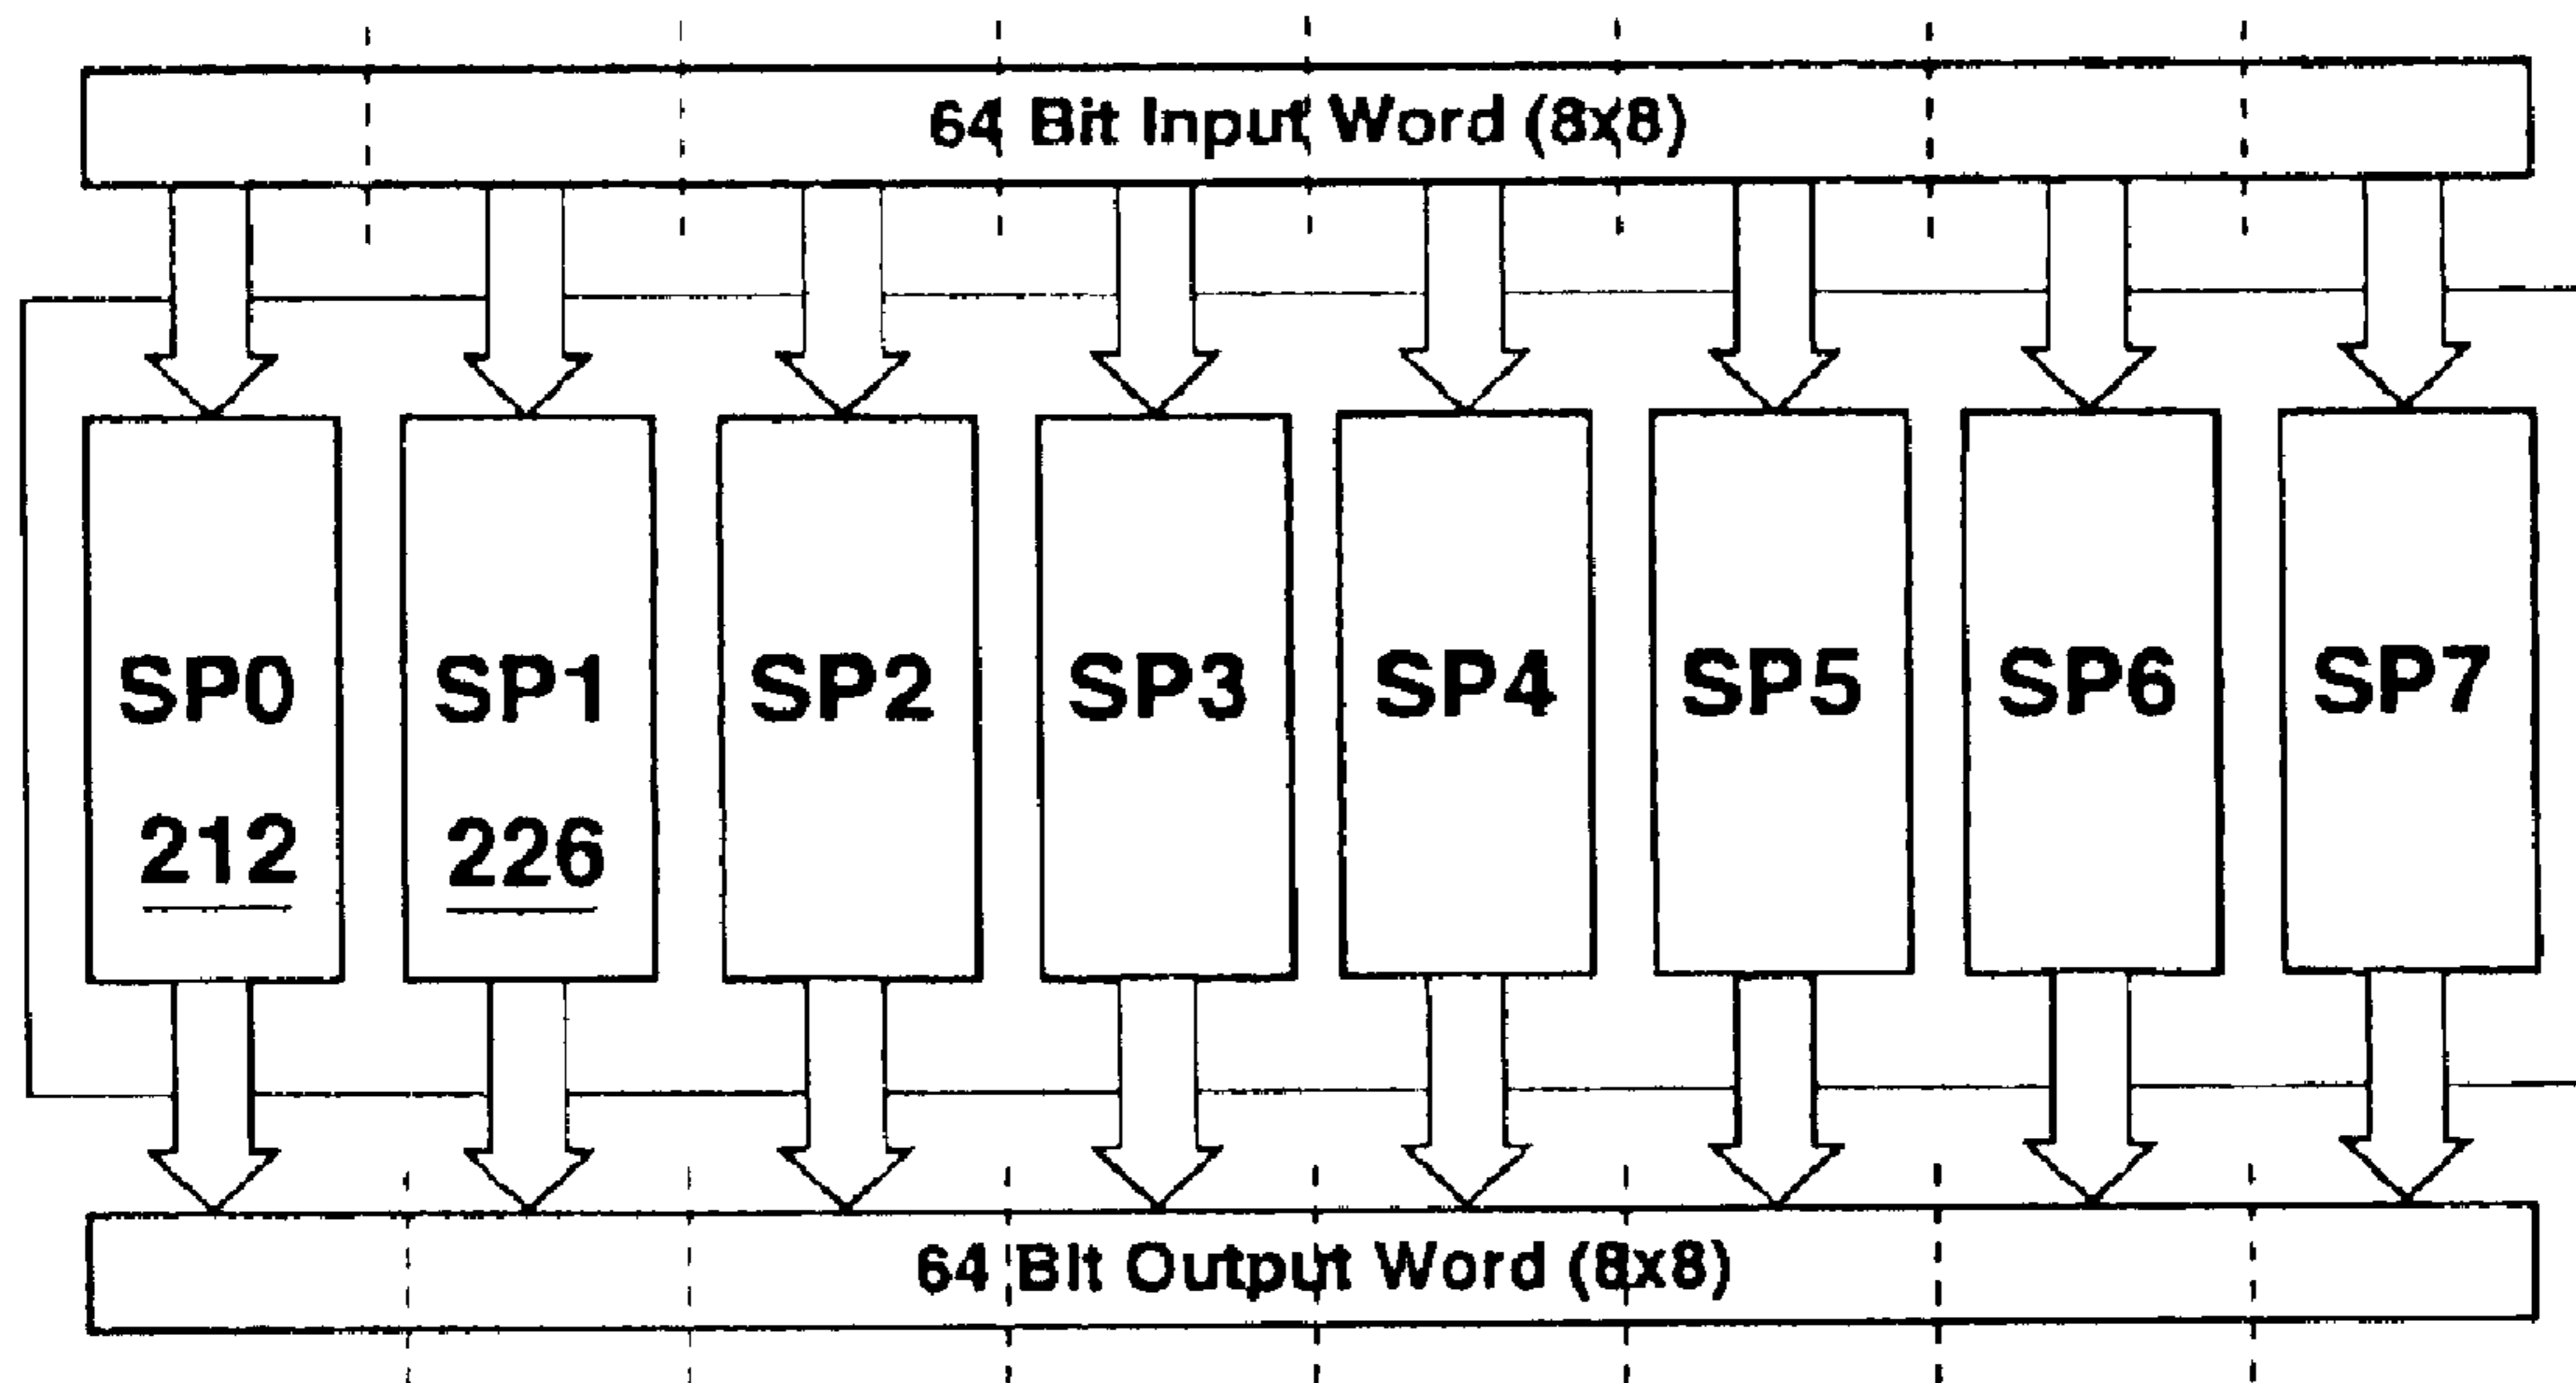 64 Bit Input Word (8x8)
SP0 SP1 SP2 SP3 SP4 SP5 SP6 SP7
212 226
64 Bit Output Word (8x8)